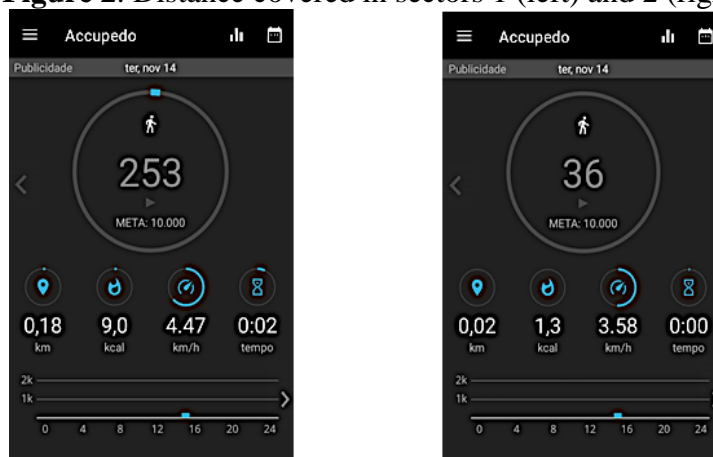 Figure 2. Distance covered in sectors 1 (left) and 2 (rig
Accupedo
Publicidade ter, nov 14
253
META: 10.000
0,18 9,0 4.47 0:02
km kcal km/h tempo
2k
1k
0 4 8 12 16 20 24
Accupedo
Publicidade ter, nov 14
36
META: 10.000
0,02 1,3 3.58 0:00
km kcal km/h tempo
2k
1k
0 4 8 12 16 20 24